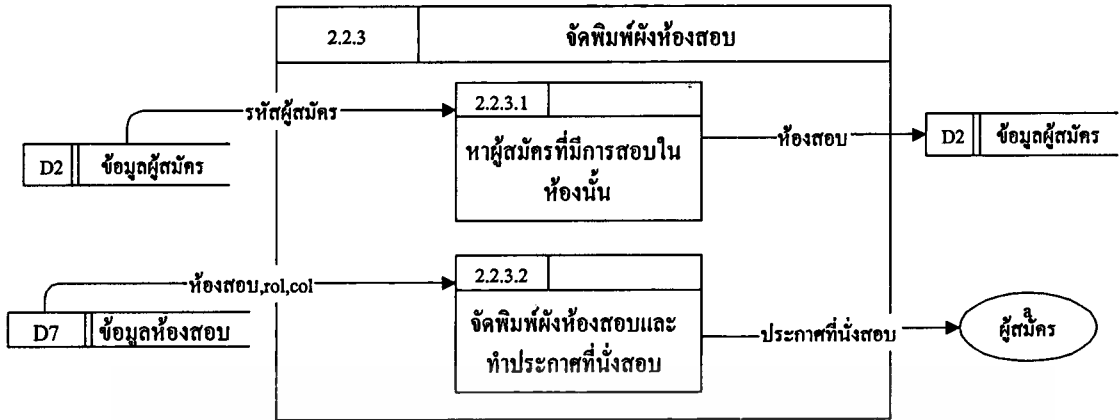 2.2.3 จัดพิมพ์ผังห้องสอบ
รหัสผู้สมัคร
2.2.3.1
หาผู้สมัครที่มีการสอบใน
ห้องนั้น
ห้องสอบ
D2 ข้อมูลผู้สมัคร
D2 ข้อมูลผู้สมัคร
ห้องสอบ,rol,col
2.2.3.2
จัดพิมพ์ผังห้องสอบและ
ทำประกาศที่นั่งสอบ
D7 ข้อมูลห้องสอบ
ประกาศที่นั่งสอบ
a
ผู้สมัคร